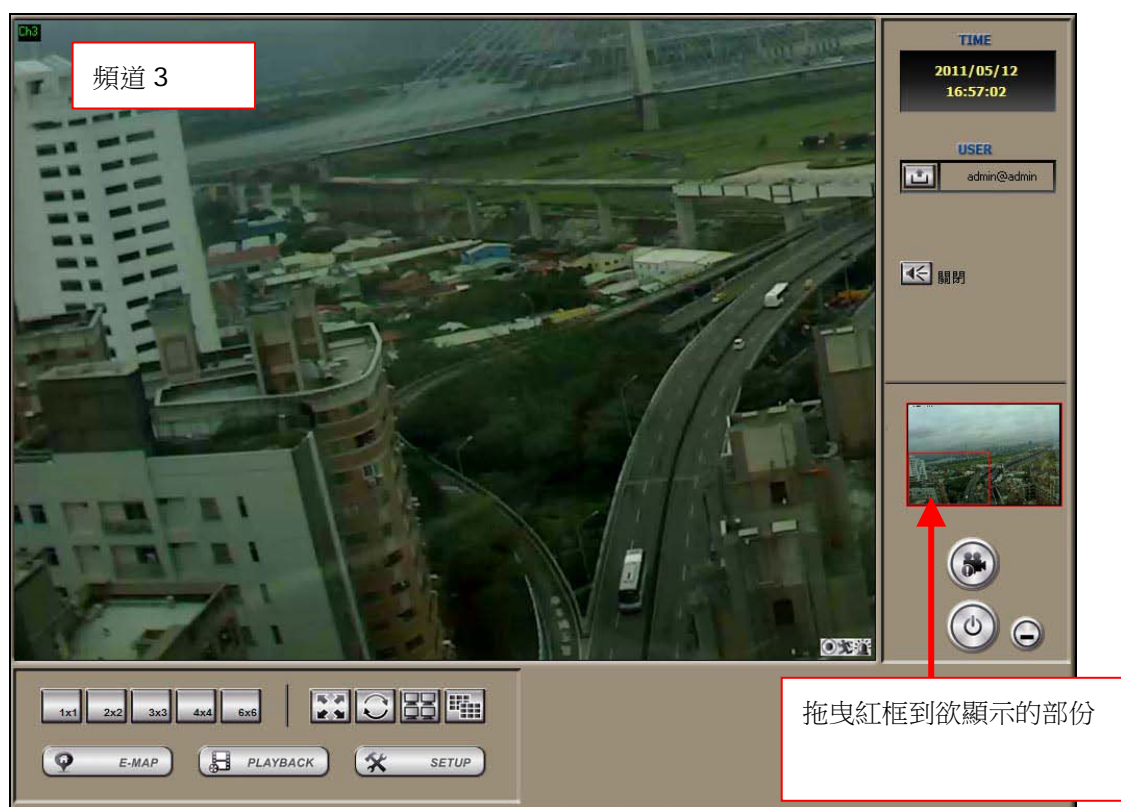 Ch3
頻道 3
TIME
2011/05/12
16:57:02
USER
admin@admin
關閉
1x1 2x2 3x3 4x4 6x6
E-MAP PLAYBACK SETUP
拖曳紅框到欲顯示的部份